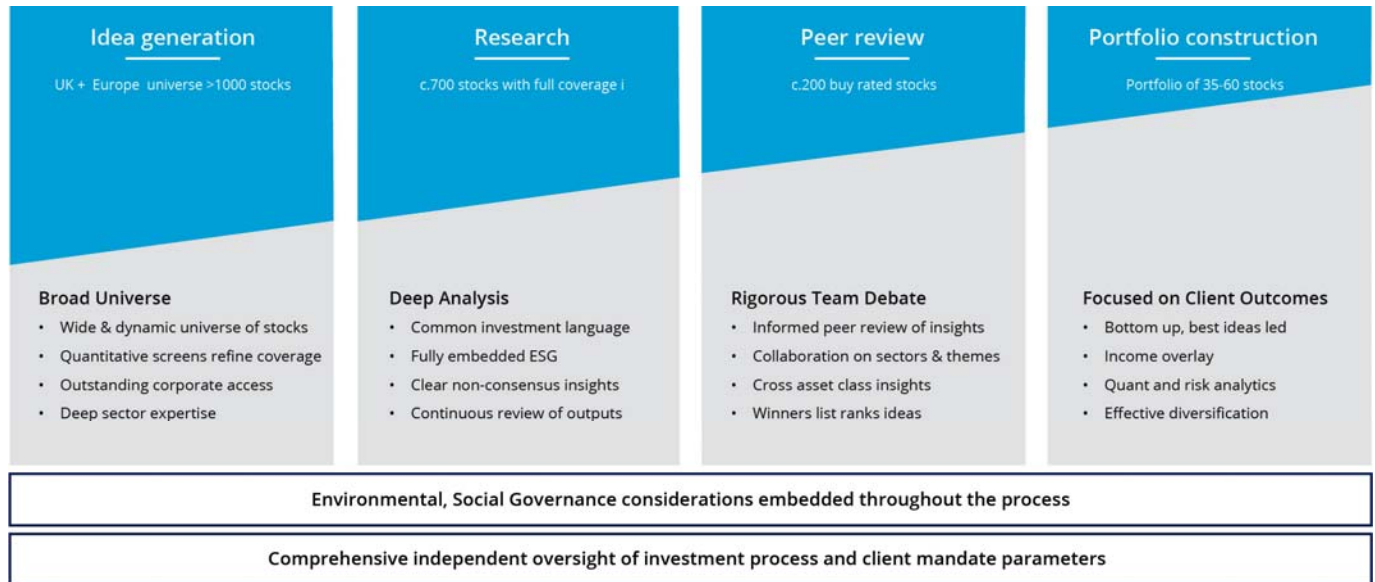 Idea generation
UK + Europe universe >1000 stocks
Broad Universe
• Wide & dynamic universe of stocks
• Quantitative screens refine coverage
• Outstanding corporate access
• Deep sector expertise
Research
c.700 stocks with full coverage i
Deep Analysis
• Common investment language
• Fully embedded ESG
• Clear non-consensus insights
• Continuous review of outputs
Peer review
c.200 buy rated stocks
Rigorous Team Debate
• Informed peer review of insights
• Collaboration on sectors & themes
• Cross asset class insights
• Winners list ranks ideas
Portfolio construction
Portfolio of 35-60 stocks
Focused on Client Outcomes
• Bottom up, best ideas led
• Income overlay
• Quant and risk analytics
• Effective diversification
Environmental, Social Governance considerations embedded throughout the process
Comprehensive independent oversight of investment process and client mandate parameters